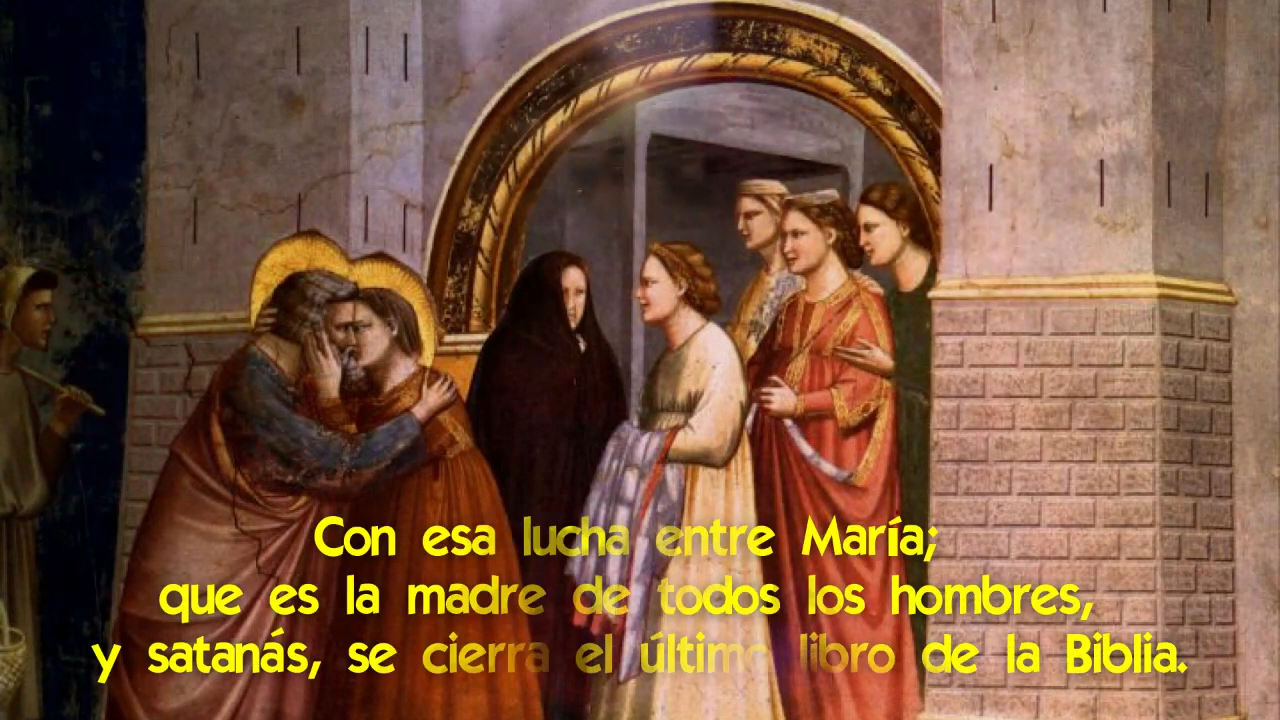 Con esa lucha entre María;
que es la madre de todos los hombres,
y satanás, se cierra el último libro de la Biblia.